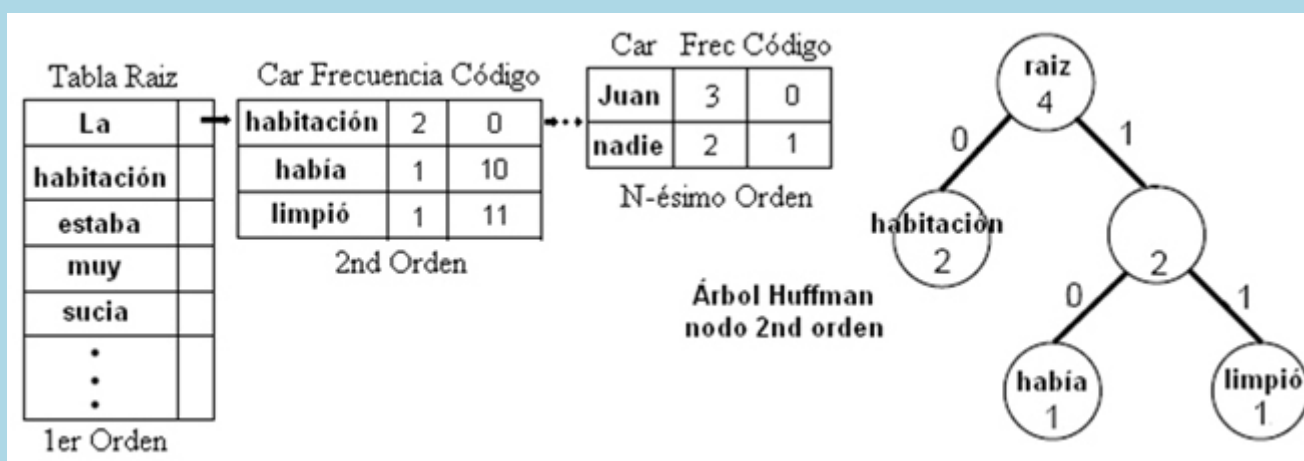 Tabla Raiz
La
habitación
estaba
muy
sucia
1er Orden
Car Frecuencia Código
habitación 2 0
había 1 10
limpió 1 11
2nd Orden
Car Frec Código
Juan 3 0
nadie 2 1
N-ésimo Orden
raiz
4
0 1
habitación
2
2
0 1
había
1
limpió
1
Árbol Huffman
nodo 2nd orden